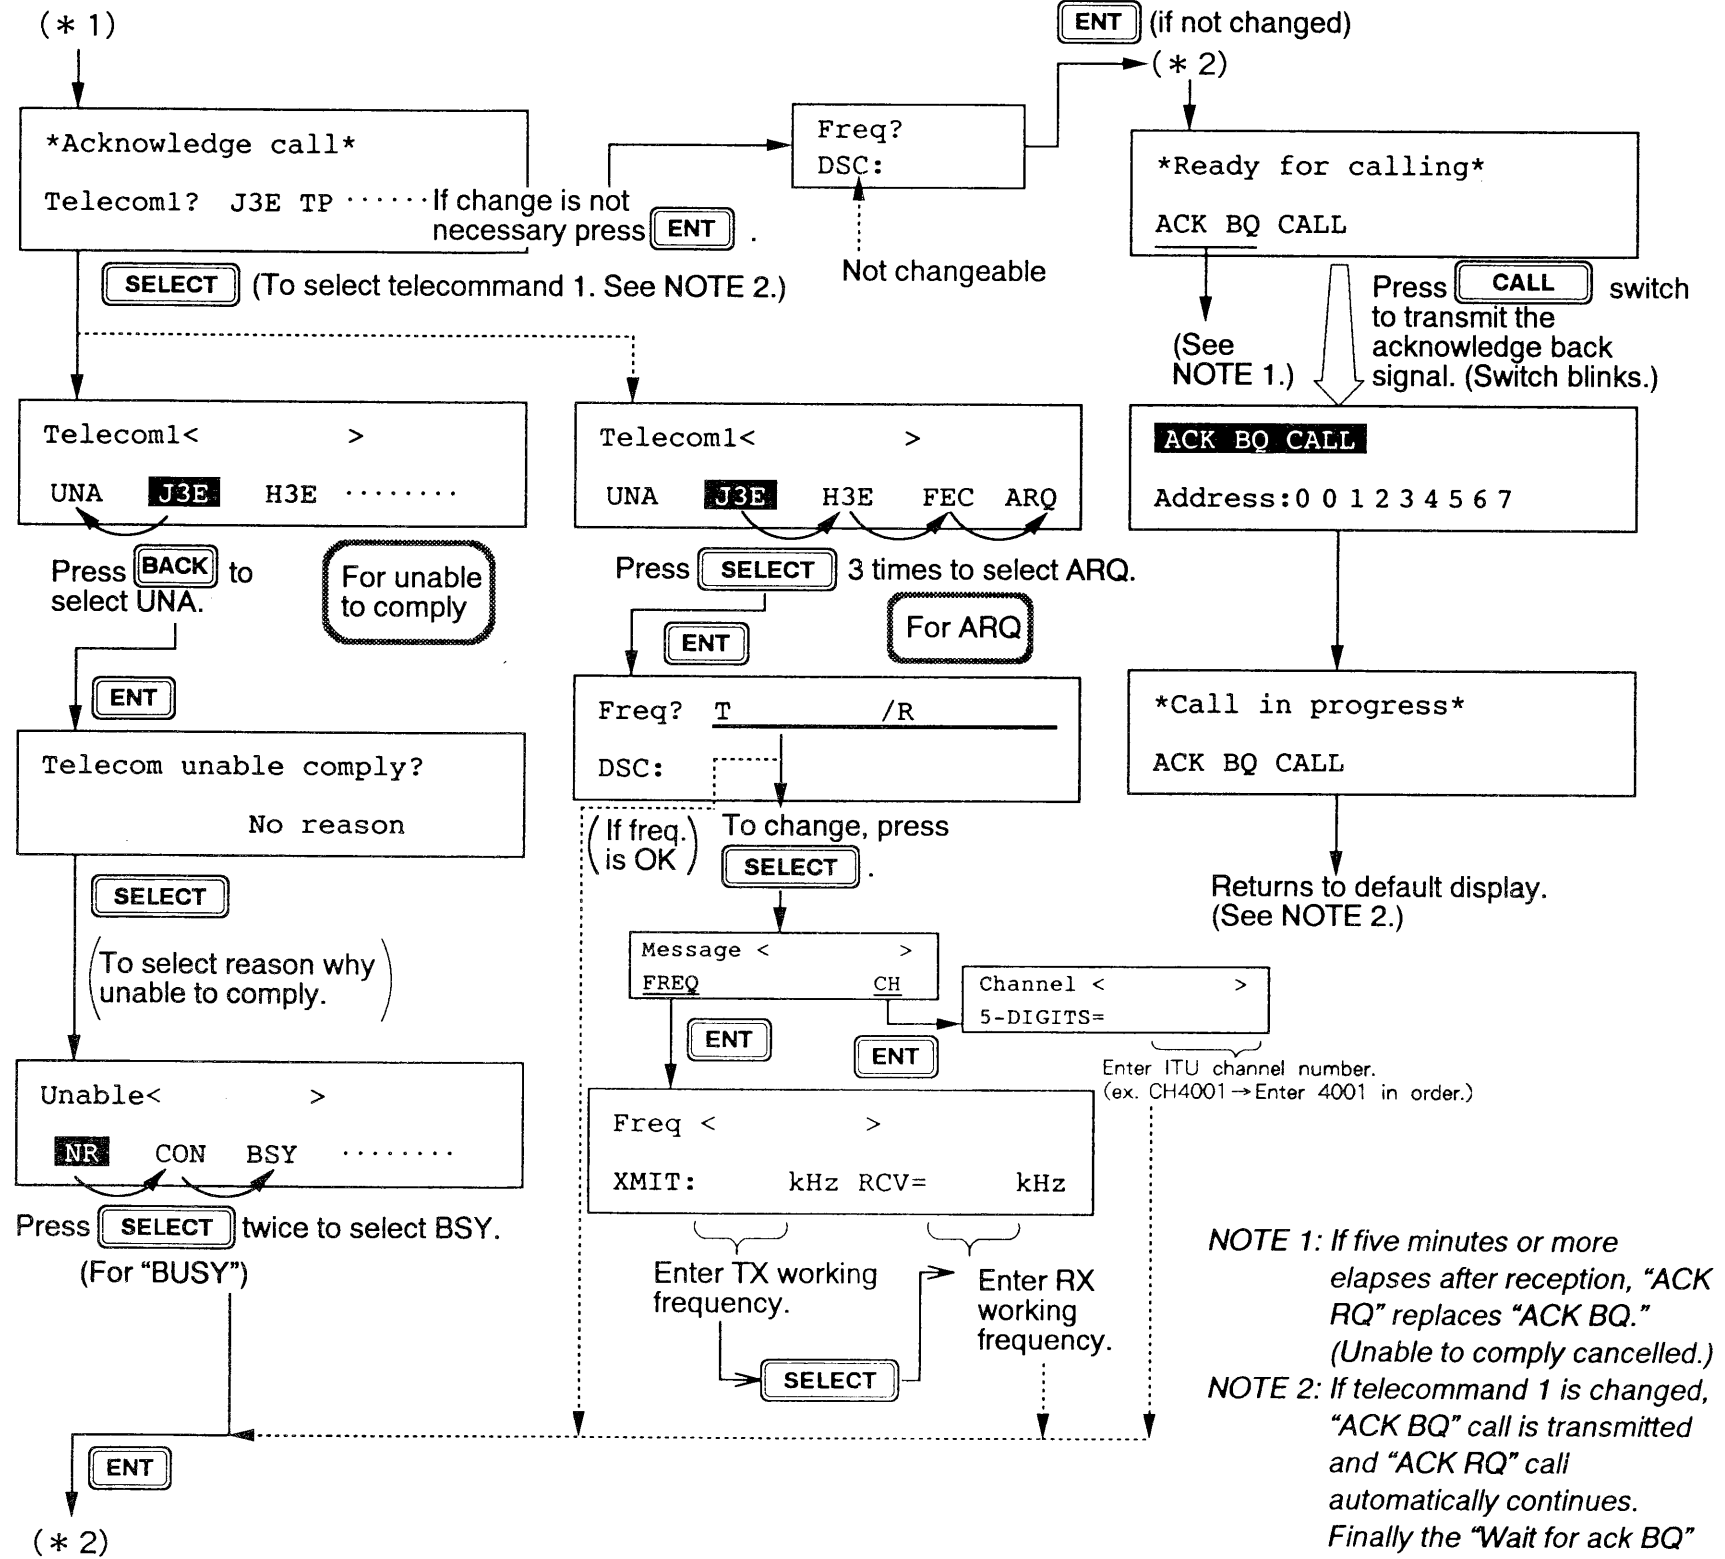 (* 1)
*Acknowledge call*
Telecom1? J3E TP ······ If change is not
necessary press ENT .
SELECT (To select telecommand 1. See NOTE 2.)
Freq?
DSC:
Not changeable
ENT (if not changed)
(* 2)
*Ready for calling*
ACK BQ CALL
(See
NOTE 1.)
Press CALL switch
to transmit the
acknowledge back
signal. (Switch blinks.)
ACK BQ CALL
Address:001234567
*Call in progress*
ACK BQ CALL
Returns to default display.
(See NOTE 2.)
Telecom1< >
UNA J3E H3E ········
Press BACK to
select UNA.
For unable
to comply
ENT
Telecom unable comply?
No reason
SELECT
(To select reason why
unable to comply.)
Unable< >
NR CON BSY ········
Press SELECT twice to select BSY.
(For “BUSY”)
ENT
(* 2)
Telecom1< >
UNA J3E H3E FEC ARQ
Press SELECT 3 times to select ARQ.
For ARQ
ENT
Freq? T /R
DSC:
(If freq.
is OK)
To change, press
SELECT .
Message < >
FREQ CH
ENT
ENT
Channel < >
5-DIGITS=
Enter ITU channel number.
(ex. CH4001→Enter 4001 in order.)
Freq < >
XMIT: kHz RCV= kHz
Enter TX working
frequency.
SELECT
Enter RX
working
frequency.
NOTE 1: If five minutes or more
elapses after reception, “ACK
RQ” replaces “ACK BQ.”
(Unable to comply cancelled.)
NOTE 2: If telecommand 1 is changed,
“ACK BQ” call is transmitted
and “ACK RQ” call
automatically continues.
Finally the “Wait for ack BQ”